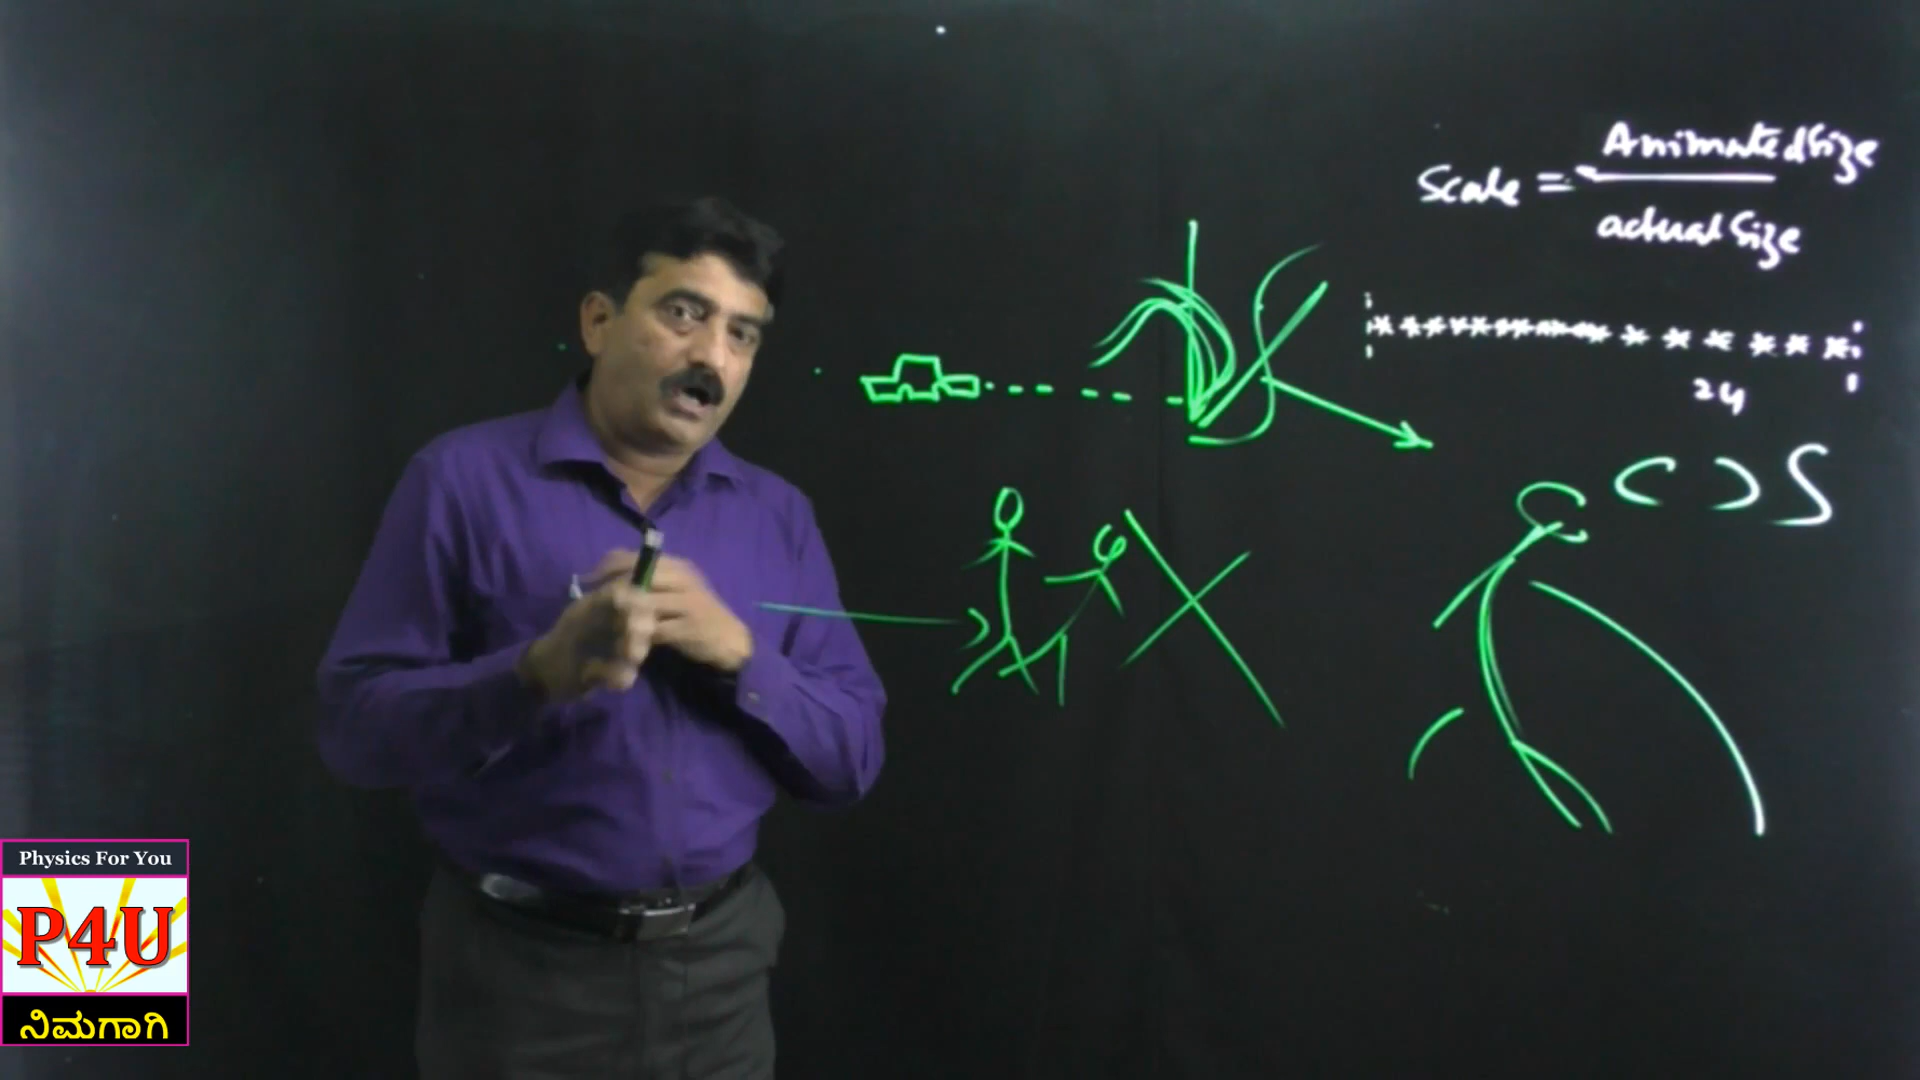 Scale = Animated Size
actual Size
24
Physics For You
P4U
ನಿಮಗಾಗಿ